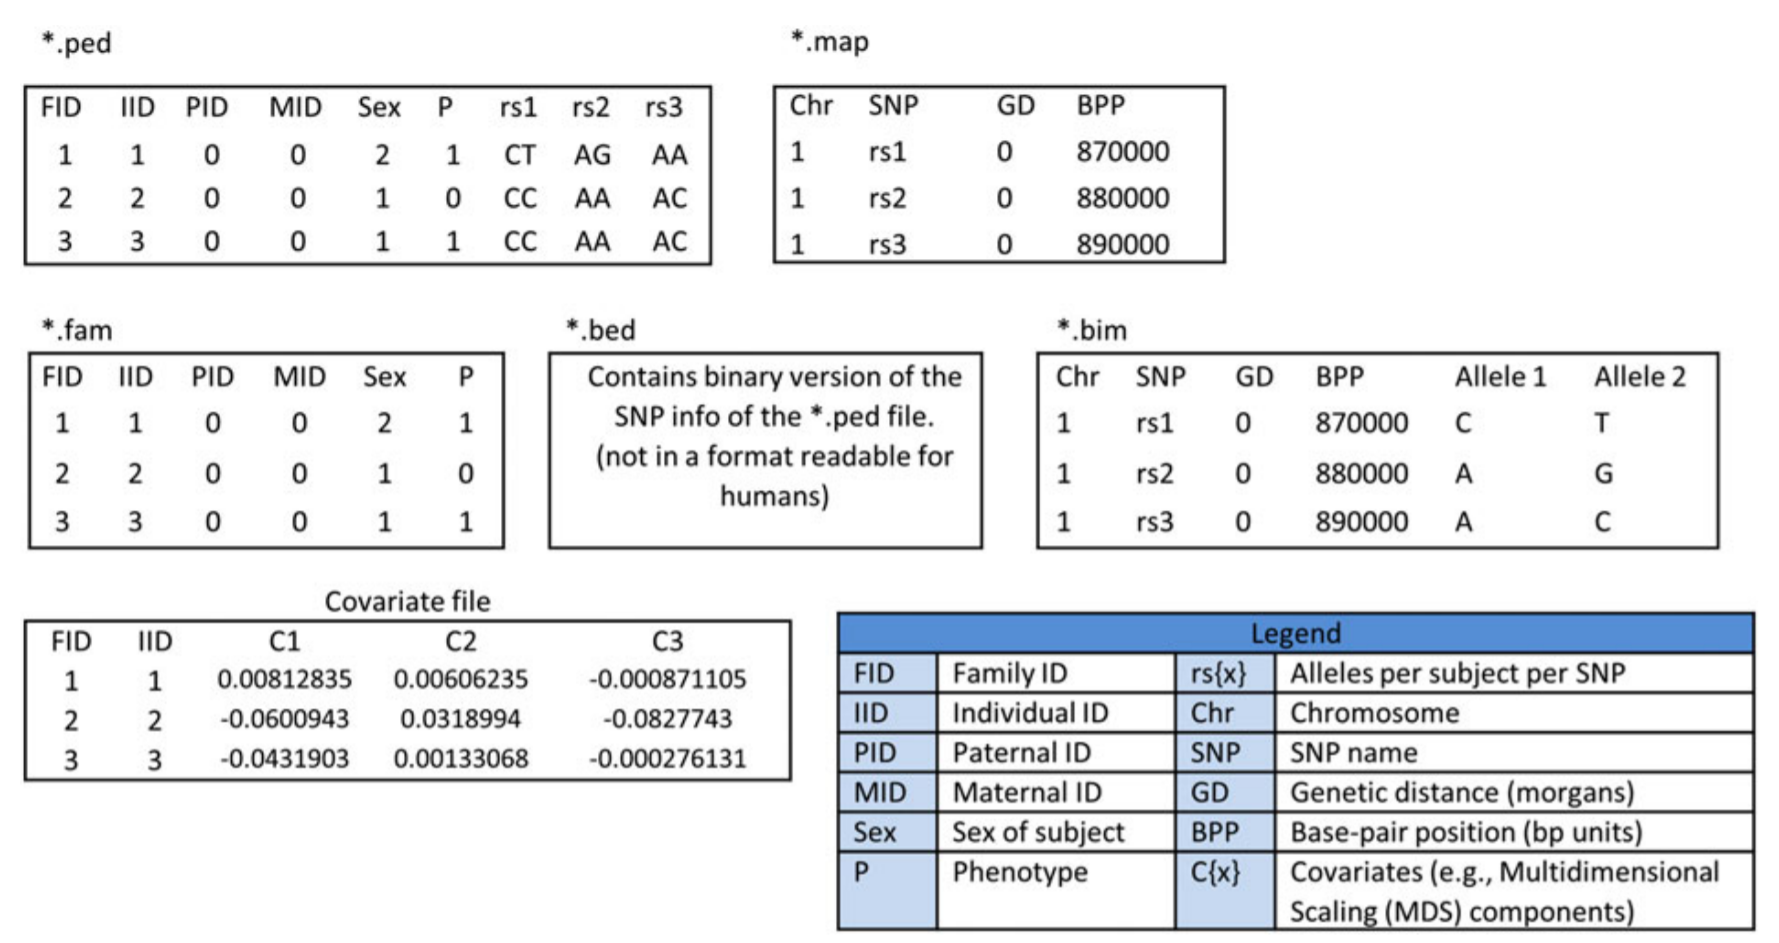 *.ped
FID IID PID MID Sex P rs1 rs2 rs3
1 1 0 0 2 1 CT AG AA
2 2 0 0 1 0 CC AA AC
3 3 0 0 1 1 CC AA AC
*.map
Chr SNP GD BPP
1 rs1 0 870000
1 rs2 0 880000
1 rs3 0 890000
*.fam
FID IID PID MID Sex P
1 1 0 0 2 1
2 2 0 0 1 0
3 3 0 0 1 1
*.bed
Contains binary version of the
SNP info of the *.ped file.
(not in a format readable for
humans)
*.bim
Chr SNP GD BPP Allele 1 Allele 2
1 rs1 0 870000 C T
1 rs2 0 880000 A G
1 rs3 0 890000 A C
Covariate file
FID IID C1 C2 C3
1 1 0.00812835 0.00606235 -0.000871105
2 2 -0.0600943 0.0318994 -0.0827743
3 3 -0.0431903 0.00133068 -0.000276131
Legend
FID Family ID rs{x} Alleles per subject per SNP
IID Individual ID Chr Chromosome
PID Paternal ID SNP SNP name
MID Maternal ID GD Genetic distance (morgans)
Sex Sex of subject BPP Base-pair position (bp units)
P Phenotype C{x} Covariates (e.g., Multidimensional
Scaling (MDS) components)